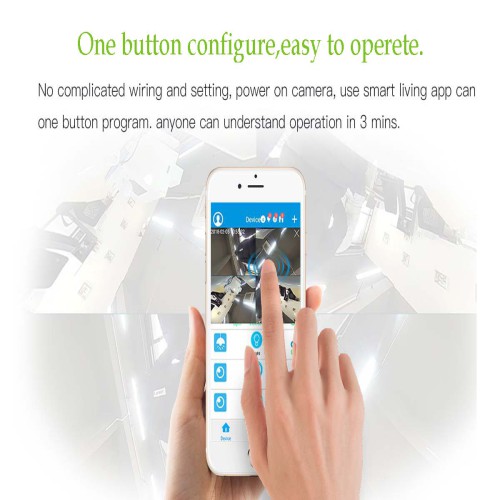 One button configure,easy to operete.
No complicated wiring and setting, power on camera, use smart living app can
one button program. anyone can understand operation in 3 mins.
Device
Device